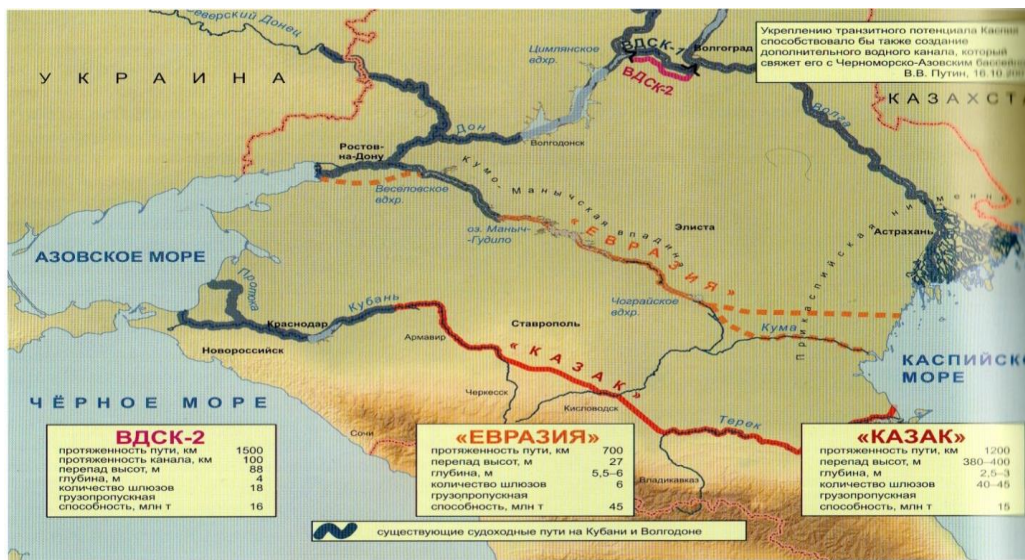 Северский Донец
Укреплению транзитного потенциала Каспия
способствовало бы также создание
дополнительного водного канала, который
свяжет его с Черноморско-Азовским бассейно
В.В. Путин, 16.10.200
УКРАИНА
Цимлянское
вдхр.
ВДСК-1
Волгоград
ВДСК-2
КАЗАХСТА
Волга
Дон
Волгодонск
Ростов-
на-Дону
Веселовское
вдхр.
Кумо-Манычская впадина
оз. Маныч-
-Гудило
«ЕВРАЗИЯ»
Элиста
Прикаспийская низменнос
Астрахань
АЗОВСКОЕ МОРЕ
Протока
Кубань
Краснодар
Чограйское
вдхр.
Кума
Ставрополь
Армавир
Новороссийск
«КАЗАК»
КАСПИЙСКО
МОРЕ
Черкесск
Кисловодск
ЧЁРНОЕ МОРЕ
Терек
Сочи
Владикавказ
ВДСК-2
протяженность пути, км 1500
протяженность канала, км 100
перепад высот, м 88
глубина, м 4
количество шлюзов 18
грузопропускная
способность, млн т 16
«ЕВРАЗИЯ»
протяженность пути, км 700
перепад высот, м 27
глубина, м 5,5–6
количество шлюзов 6
грузопропускная
способность, млн т 45
«КАЗАК»
протяженность пути, км 1200
перепад высот, м 380–400
глубина, м 2,5–3
количество шлюзов 40–45
грузопропускная
способность, млн т 15
существующие судоходные пути на Кубани и Волгодоне